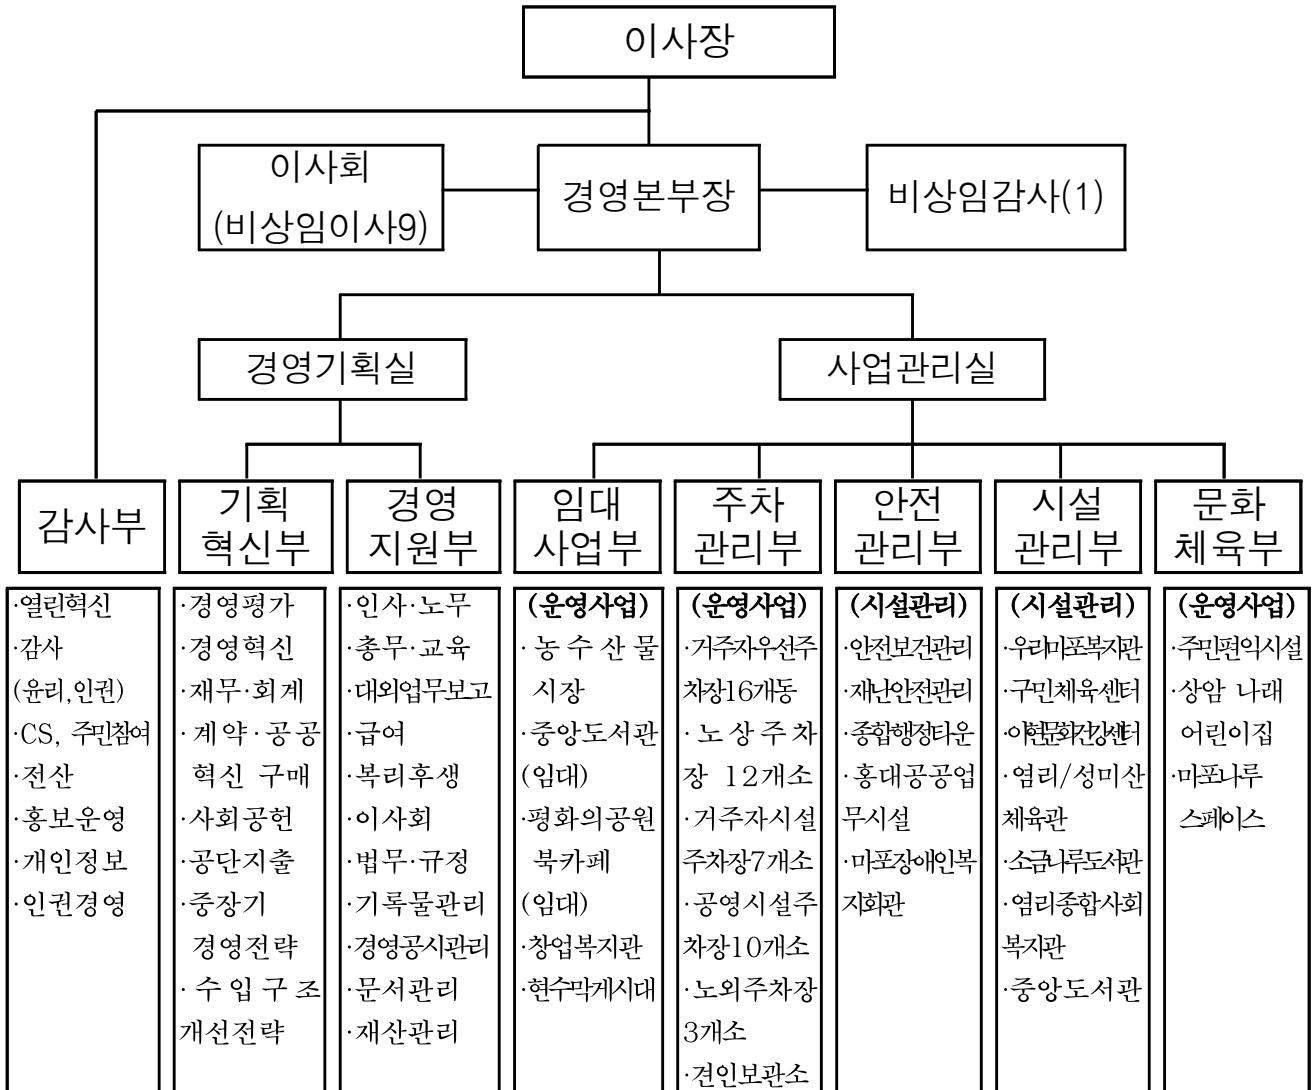 이사장
이사회
(비상임이사9)
경영본부장
비상임감사(1)
경영기획실
사업관리실
감사부
기획
혁신부
경영
지원부
임대
사업부
주차
관리부
안전
관리부
시설
관리부
문화
체육부
·열린혁신
·감사
(윤리,인권)
·CS, 주민참여
·전산
·홍보운영
·개인정보
·인권경영
·경영평가
·경영혁신
·재무·회계
·계약·공공
혁신 구매
·사회공헌
·공단지출
·중장기
경영전략
·수입구조
개선전략
·인사·노무
·총무·교육
·대외업무보고
·급여
·복리후생
·이사회
·법무·규정
·기록물관리
·경영공시관리
·문서관리
·재산관리
(운영사업)
·농수산물
시장
·중앙도서관
(임대)
·평화의공원
북카페
(임대)
·창업복지관
·현수막게시대
(운영사업)
·거주자우선주
차장16개동
·노상주차
장 12개소
·거주자시설
주차장7개소
·공영시설주
차장10개소
·노외주차장
3개소
·견인보관소
(시설관리)
·안전보건관리
·재난안전관리
·종합행정타운
·홍대공공업
무시설
·마포장애인복
지회관
(시설관리)
·우리마포복지관
·구민체육센터
·아현문화건강센터
·염리/성미산
체육관
·소금나루도서관
·염리종합사회
복지관
·중앙도서관
(운영사업)
·주민편익시설
·상암 나래
어린이집
·마포나루
스페이스